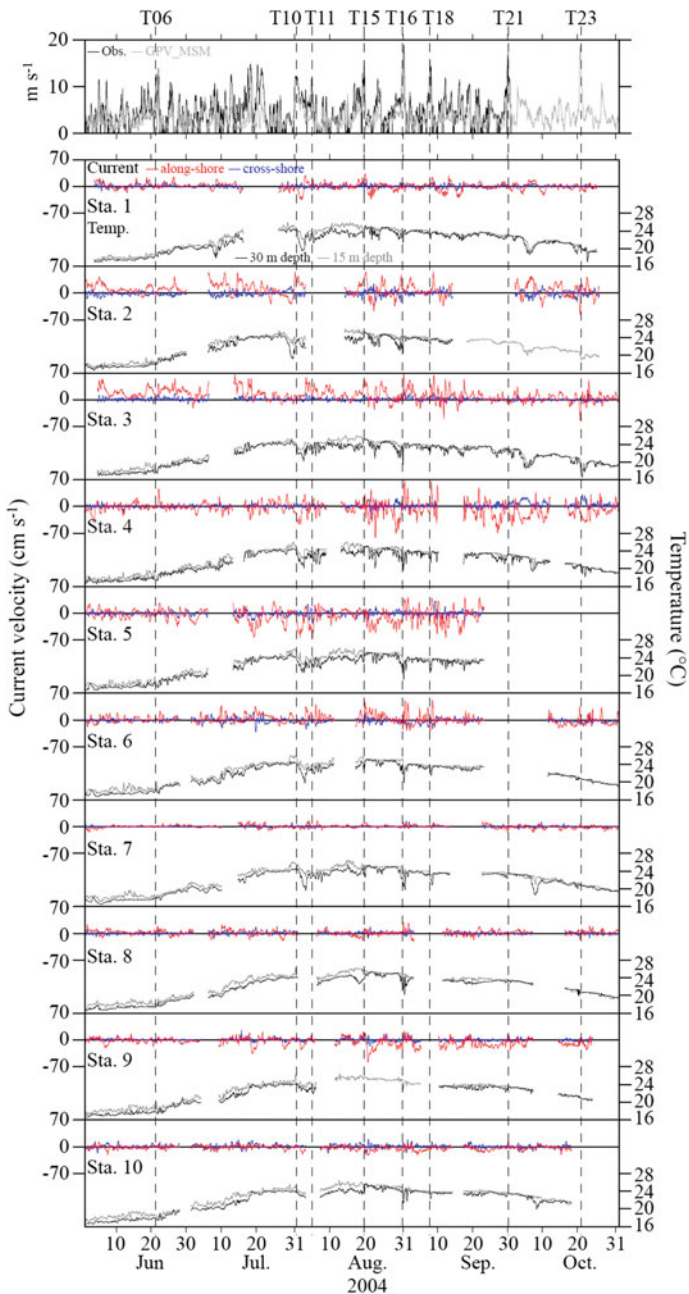 T06 T10 T11 T15 T16 T18 T21 T23
Obs. GPV_MSM
20
10
0
m s⁻¹
70 Current along-shore cross-shore
0
-70 Sta. 1
Temp. 28
24
20
30 m depth 15 m depth
70 16
0
-70 Sta. 2 28
24
20
70 16
0
-70 Sta. 3 28
24
20
70 16
0
-70 Sta. 4 28
24
20
70 16
0
-70 Sta. 5 28
24
20
70 16
0
-70 Sta. 6 28
24
20
70 16
0
-70 Sta. 7 28
24
20
70 16
0
-70 Sta. 8 28
24
20
70 16
0
-70 Sta. 9 28
24
20
70 16
0
-70 Sta. 10 28
24
20
16
Current velocity (cm s⁻¹)
Temperature (°C)
10 20 30 10 20 31 10 20 31 10 20 30 10 20 31
Jun Jul. Aug. Sep. Oct.
2004